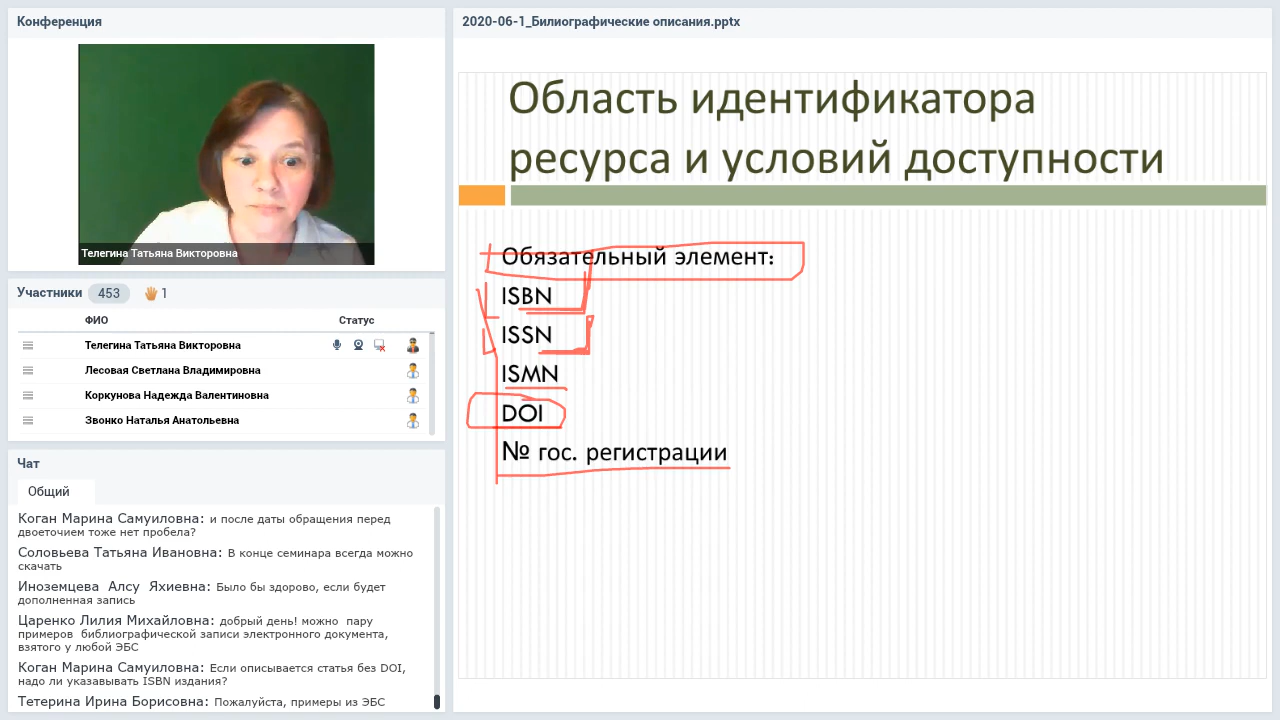 Конференция
Телегина Татьяна Викторовна
Участники 453 1
ФИО Статус
Телегина Татьяна Викторовна
Лесовая Светлана Владимировна
Коркунова Надежда Валентиновна
Звонко Наталья Анатольевна
Чат
Общий
Коган Марина Самуиловна: и после даты обращения перед
двоеточием тоже нет пробела?
Соловьева Татьяна Ивановна: В конце семинара всегда можно
скачать
Иноземцева Алсу Яхиевна: Было бы здорово, если будет
дополненная запись
Царенко Лилия Михайловна: добрый день! можно пару
примеров библиографической записи электронного документа,
взятого у любой ЭБС
Коган Марина Самуиловна: Если описывается статья без DOI,
надо ли указавывать ISBN издания?
Тетерина Ирина Борисовна: Пожалуйста, примеры из ЭБС
2020-06-1_Билиографические описания.pptx
Область идентификатора
ресурса и условий доступности
Обязательный элемент:
ISBN
ISSN
ISMN
DOI
№ гос. регистрации